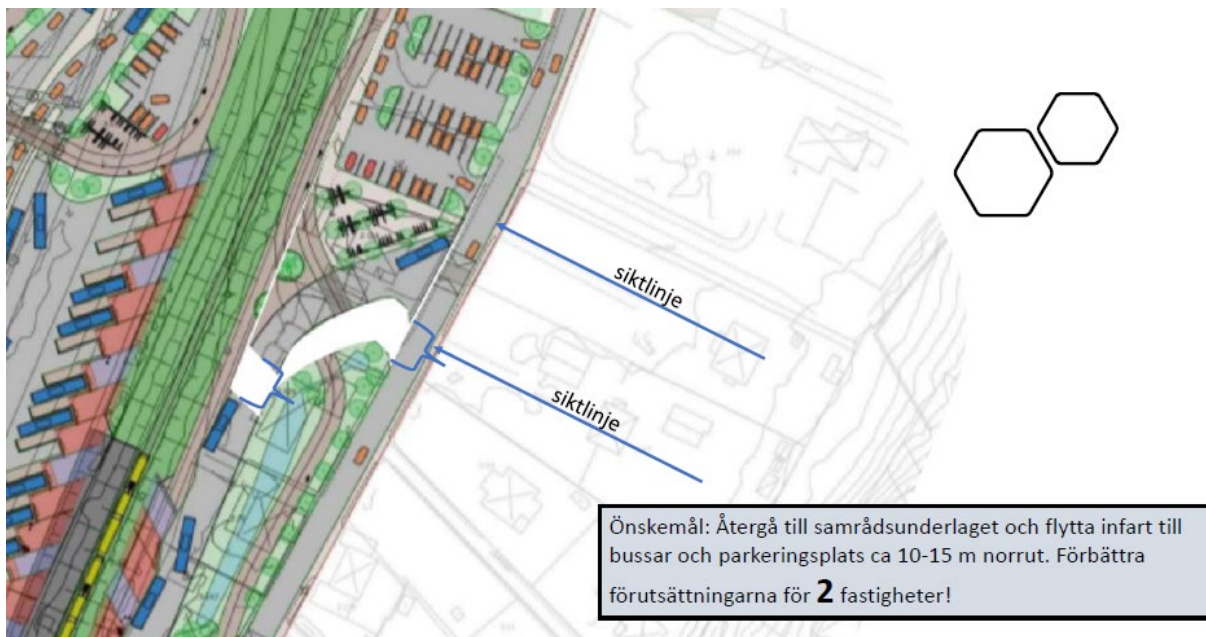 siktlinje
siktlinje
Önskemål: Återgå till samrådsunderlaget och flytta infart till
bussar och parkeringsplats ca 10-15 m norrut. Förbättra
förutsättningarna för 2 fastigheter!